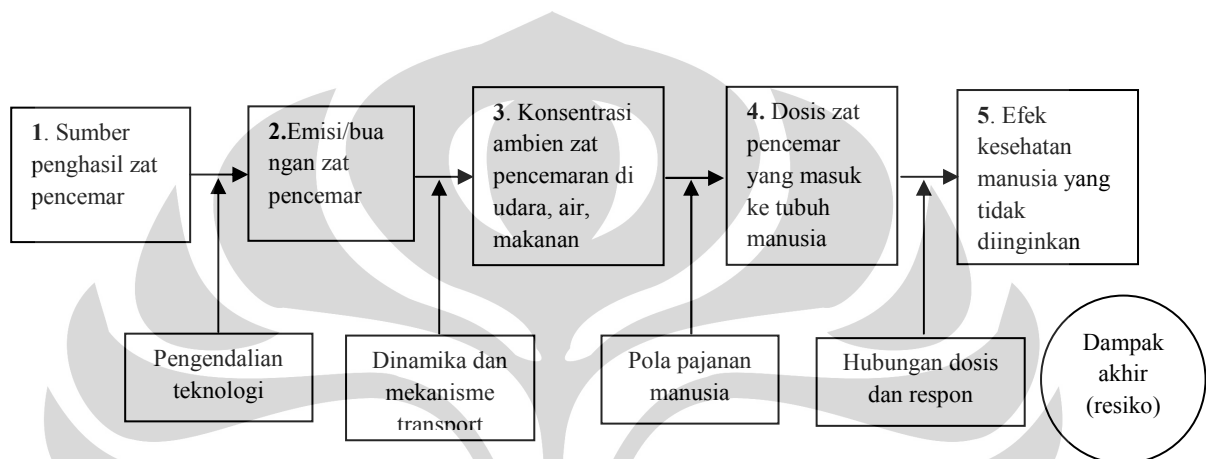 1. Sumber
penghasil zat
pencemar
2.Emisi/bua
ngan zat
pencemar
3. Konsentrasi
ambien zat
pencemaran di
udara, air,
makanan
4. Dosis zat
pencemar
yang masuk
ke tubuh
manusia
5. Efek
kesehatan
manusia yang
tidak
diinginkan
Pengendalian
teknologi
Dinamika dan
mekanisme
transport
Pola pajanan
manusia
Hubungan dosis
dan respon
Dampak
akhir
(resiko)